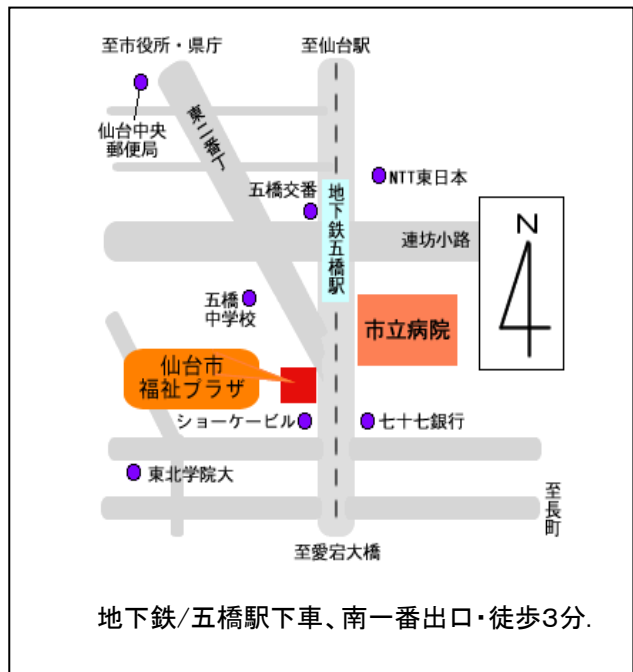 至市役所・県庁
至仙台駅
東二番丁
仙台中央
郵便局
五橋交番
地下鉄五橋駅
NTT東日本
連坊小路
N
五橋
中学校
市立病院
仙台市
福祉プラザ
ショーケービル
七十七銀行
東北学院大
至長町
至愛宕大橋
地下鉄/五橋駅下車、南一番出口・徒歩3分.